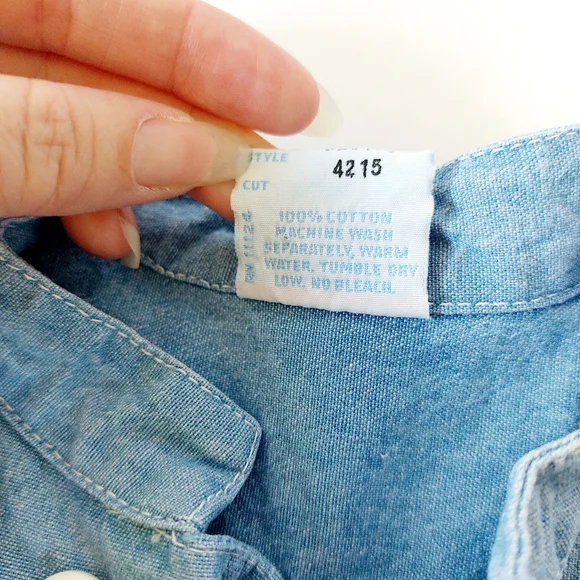 STYLE
4215
CUT
100% COTTON
MACHINE WASH
SEPARATELY, WARM
WATER. TUMBLE DRY
LOW. NO BLEACH.
RN 11124